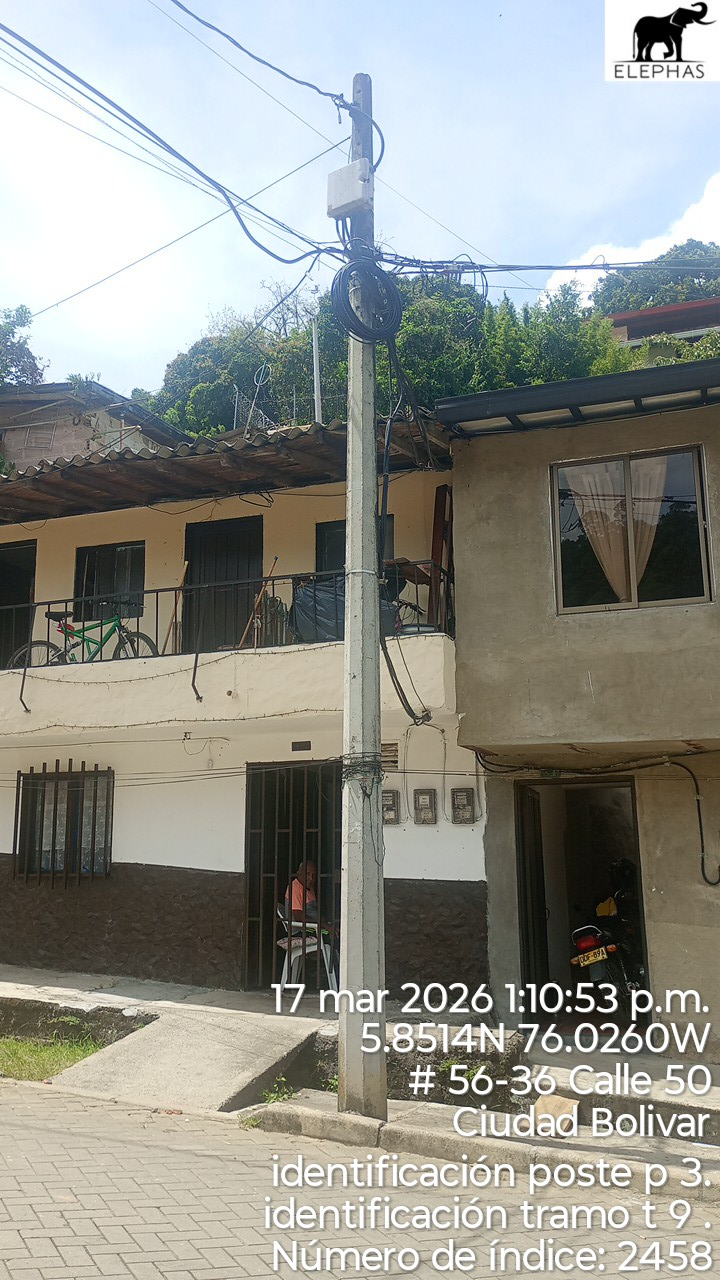 ELEPHAS
17 mar 2026 1:10:53 p.m.
5.8514N 76.0260W
# 56-36 Calle 50
Ciudad Bolivar
identificación poste p 3.
identificación tramo t 9 .
Número de índice: 2458